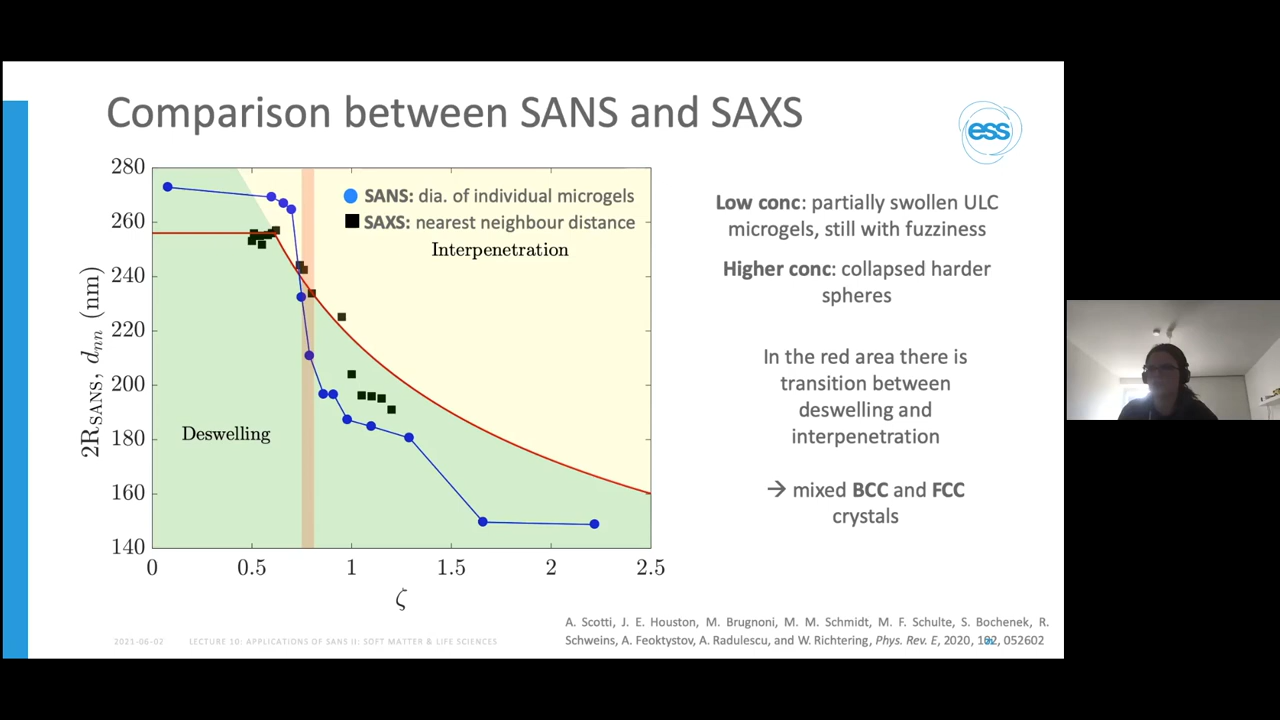 Comparison between SANS and SAXS
ess
280
260
240
220
200
180
160
140
2R_SANS, d_nn (nm)
SANS: dia. of individual microgels
SAXS: nearest neighbour distance
Interpenetration
Deswelling
0 0.5 1 1.5 2 2.5
ζ
Low conc: partially swollen ULC
microgels, still with fuzziness
Higher conc: collapsed harder
spheres
In the red area there is
transition between
deswelling and
interpenetration
→ mixed BCC and FCC
crystals
A. Scotti, J. E. Houston, M. Brugnoni, M. M. Schmidt, M. F. Schulte, S. Bochenek, R.
Schweins, A. Feoktystov, A. Radulescu, and W. Richtering, Phys. Rev. E, 2020, 102, 052602
2021-06-02 LECTURE 10: APPLICATIONS OF SANS II: SOFT MATTER & LIFE SCIENCES